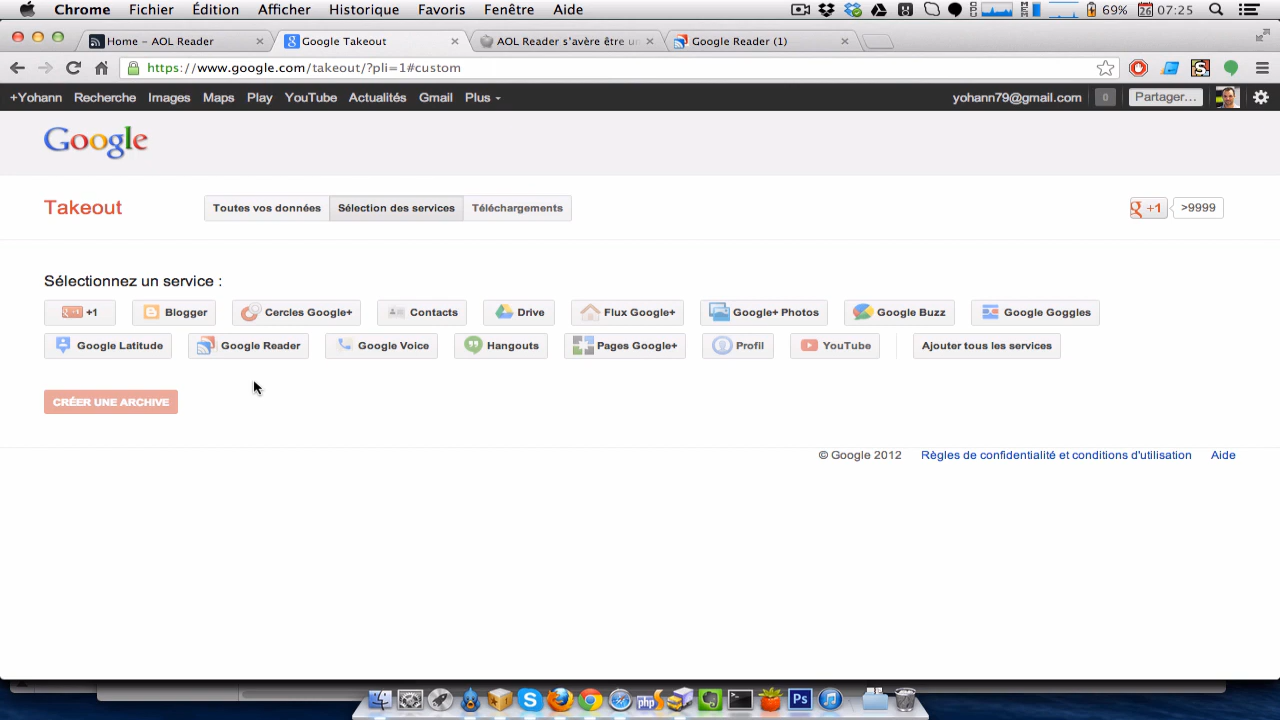 Chrome Fichier Édition Afficher Historique Favoris Fenêtre Aide 69% 26 07:25
Home – AOL Reader Google Takeout AOL Reader s'avère être un Google Reader (1)
https://www.google.com/takeout/?pli=1#custom
+Yohann Recherche Images Maps Play YouTube Actualités Gmail Plus yohann79@gmail.com 0 Partager…
Google
Takeout Toutes vos données Sélection des services Téléchargements g +1 >9999
Sélectionnez un service :
+1 Blogger Cercles Google+ Contacts Drive Flux Google+ Google+ Photos Google Buzz Google Goggles
Google Latitude Google Reader Google Voice Hangouts Pages Google+ Profil YouTube Ajouter tous les services
CRÉER UNE ARCHIVE
© Google 2012 Règles de confidentialité et conditions d'utilisation Aide
php Ps